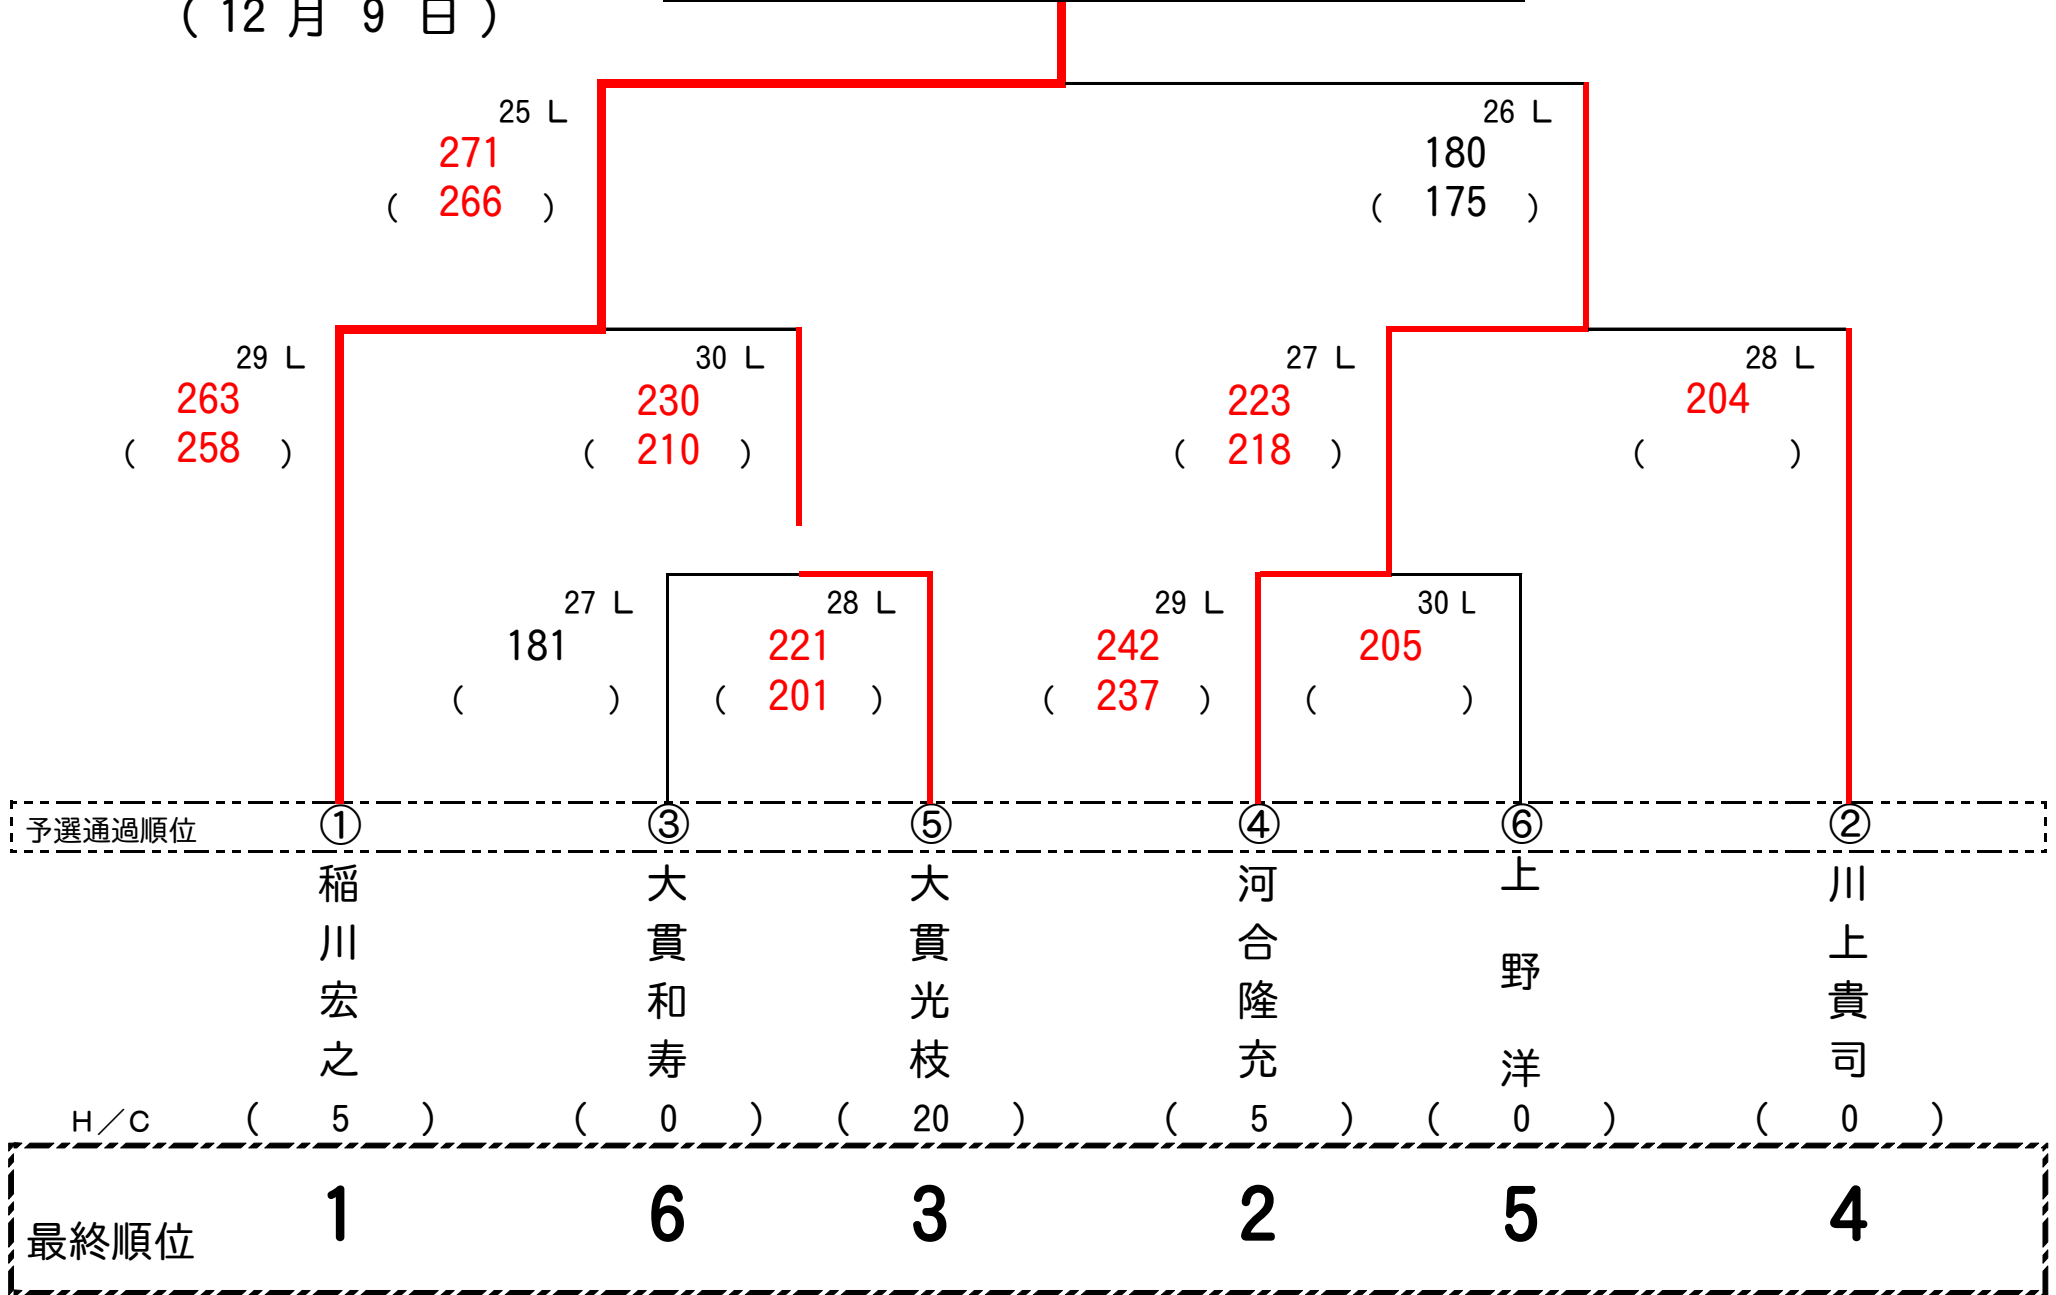 ( 12 月 9 日 )
25 L 26 L
271 180
( 266 ) ( 175 )
29 L 30 L 27 L 28 L
263 230 223 204
( 258 ) ( 210 ) ( 218 ) ( )
27 L 28 L 29 L 30 L
181 221 242 205
( ) ( 201 ) ( 237 ) ( )
予選通過順位 ① ③ ⑤ ④ ⑥ ②
稲川宏之
大貫和寿
大貫光枝
河合隆充
上野洋
川上貴司
H/C ( 5 ) ( 0 ) ( 20 ) ( 5 ) ( 0 ) ( 0 )
最終順位 1 6 3 2 5 4